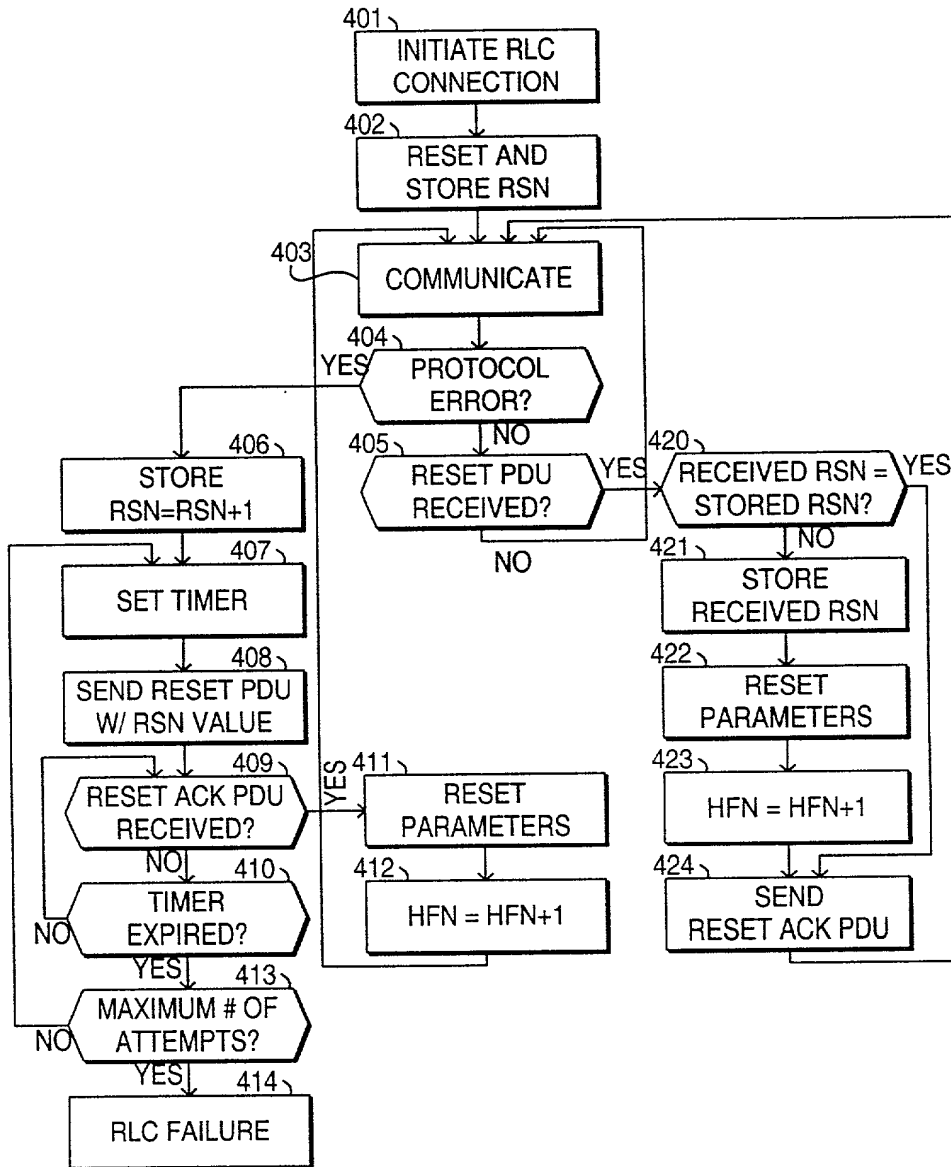 401
INITIATE RLC
CONNECTION
402
RESET AND
STORE RSN
403
COMMUNICATE
404
YES
PROTOCOL
ERROR?
NO
405
RESET PDU
RECEIVED?
YES
NO
420
RECEIVED RSN =
STORED RSN?
YES
NO
406
STORE
RSN=RSN+1
407
SET TIMER
408
SEND RESET PDU
W/ RSN VALUE
409
RESET ACK PDU
RECEIVED?
YES
NO
410
TIMER
EXPIRED?
NO
YES
413
MAXIMUM # OF
ATTEMPTS?
NO
YES
414
RLC FAILURE
411
RESET
PARAMETERS
412
HFN = HFN+1
421
STORE
RECEIVED RSN
422
RESET
PARAMETERS
423
HFN = HFN+1
424
SEND
RESET ACK PDU